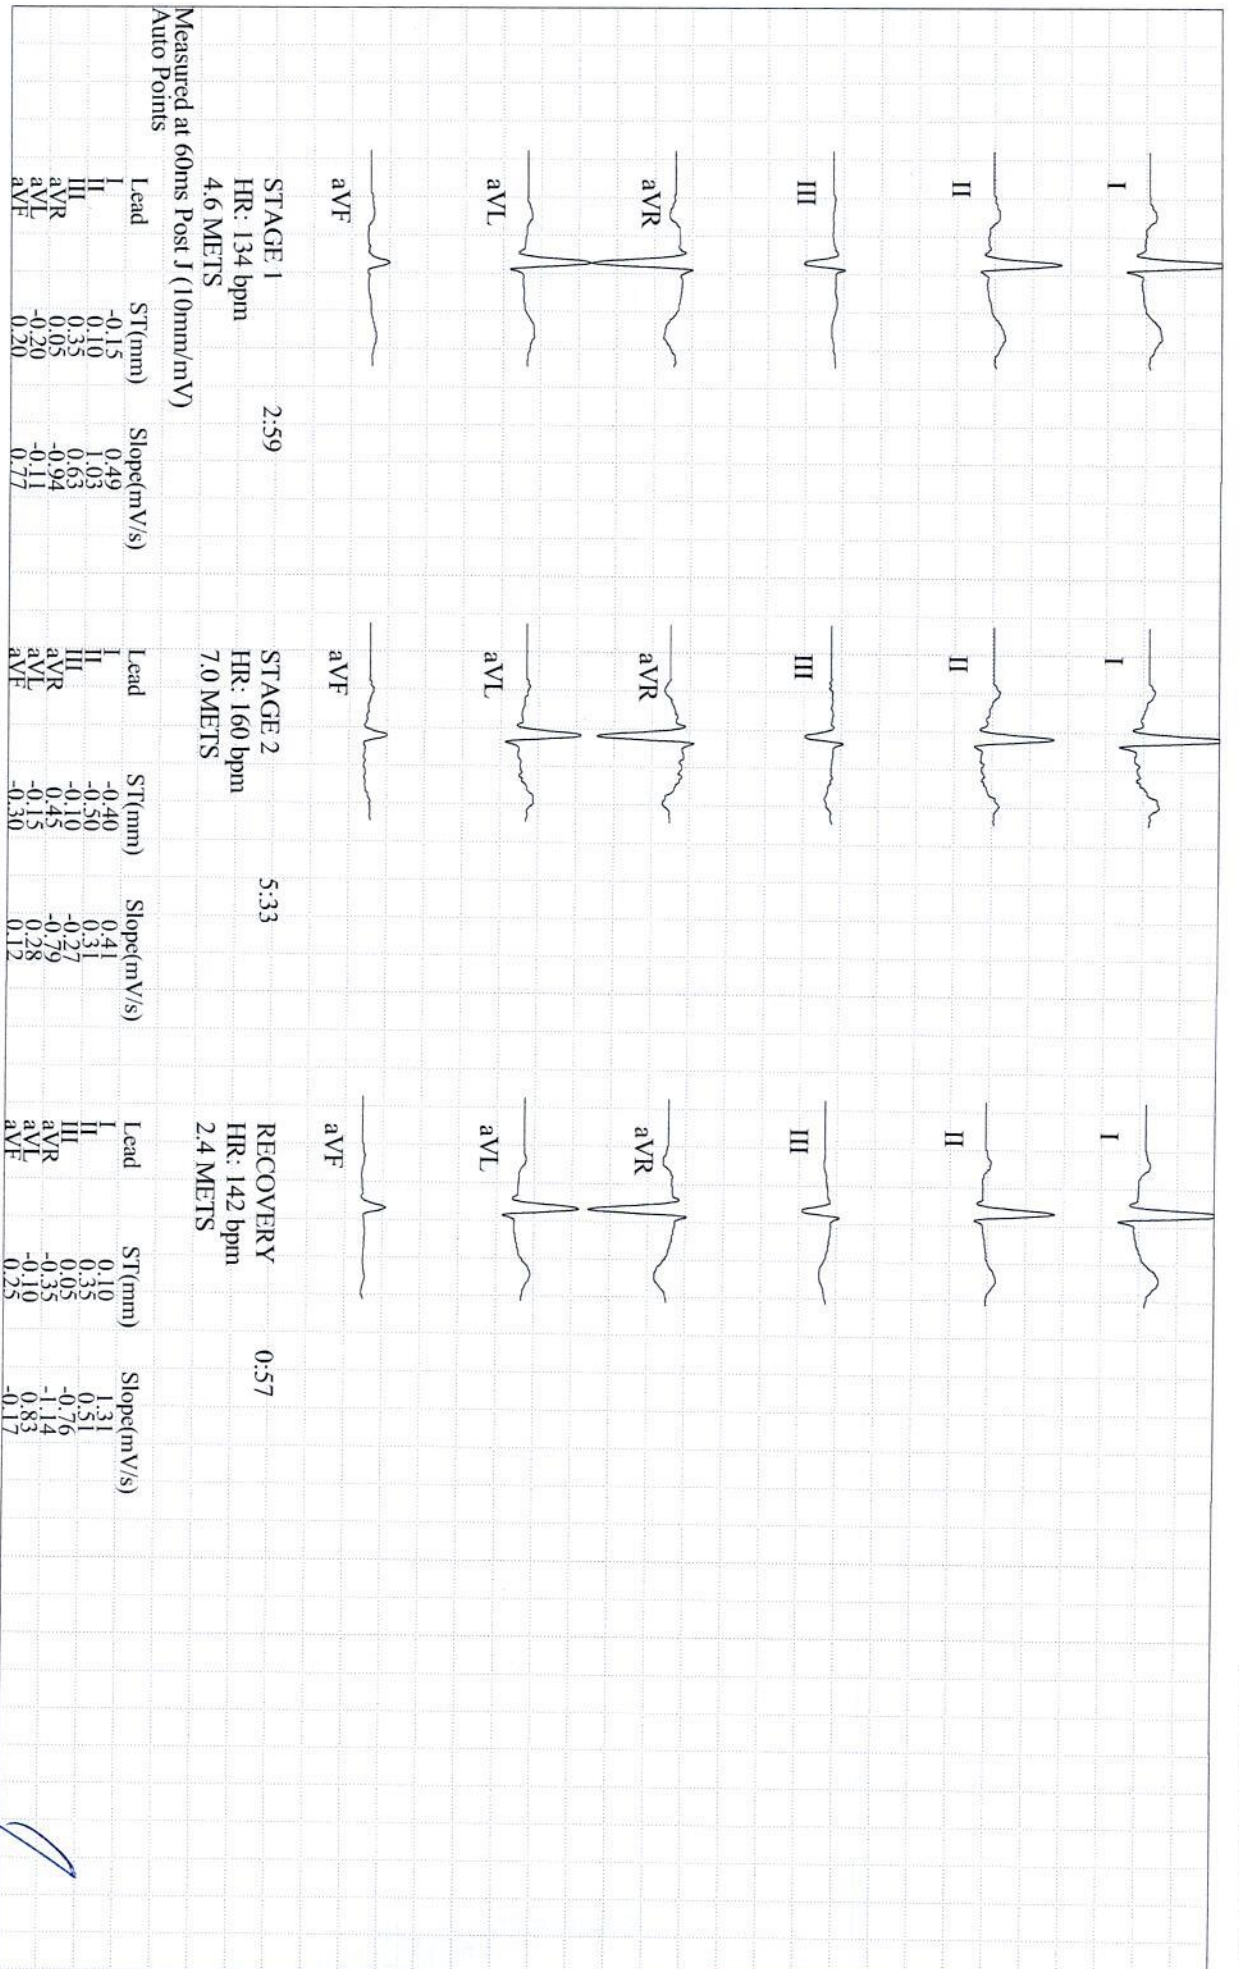 I
I
I
II
II
II
III
III
III
aVR
aVR
aVR
aVL
aVL
aVL
aVF
aVF
aVF
STAGE 1 2:59
HR: 134 bpm
4.6 METS
STAGE 2 5:33
HR: 160 bpm
7.0 METS
RECOVERY 0:57
HR: 142 bpm
2.4 METS
Measured at 60ms Post J (10mm/mV)
Auto Points
Lead ST(mm) Slope(mV/s)
I -0.15 0.49
II 0.10 1.03
III 0.35 0.63
aVR 0.05 -0.94
aVL -0.20 -0.11
aVF 0.20 0.77
Lead ST(mm) Slope(mV/s)
I -0.40 0.41
II -0.50 0.31
III -0.10 -0.27
aVR 0.45 -0.79
aVL -0.15 0.28
aVF -0.30 0.12
Lead ST(mm) Slope(mV/s)
I 0.10 1.31
II 0.35 0.51
III 0.05 -0.76
aVR -0.35 -1.14
aVL -0.10 0.83
aVF 0.25 -0.17